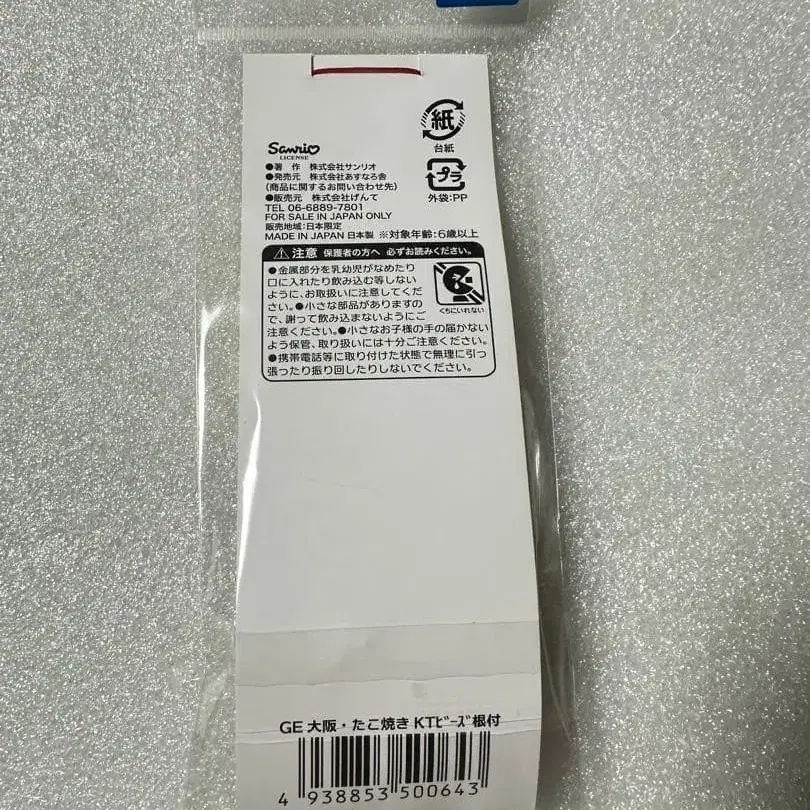 紙
台紙
プラ
外袋:PP
Sanrio
LICENSE
●著 作 株式会社サンリオ
●発売元 株式会社あすなろ舎
(商品に関するお問い合わせ先)
●販売元 株式会社げんて
TEL 06-6889-7801
FOR SALE IN JAPAN ONLY
販売地域:日本限定
MADE IN JAPAN 日本製 ※対象年齢:6歳以上
注意 保護者の方へ 必ずお読みください。
●金属部分を乳幼児がなめたり
口に入れたり飲み込む等しない
ように、お取扱いに注意してくだ
さい。●小さな部品がありますの
で、謝って飲み込まないようにご
注意ください。●小さなお子様の手の届かない
よう保管、取り扱いには十分ご注意ください。
●携帯電話等に取り付けた状態で無理に引っ
張ったり振り回したりしないでください。
くちにいれない
GE 大阪・たこ焼き KTビーズ根付
4 938853 500643